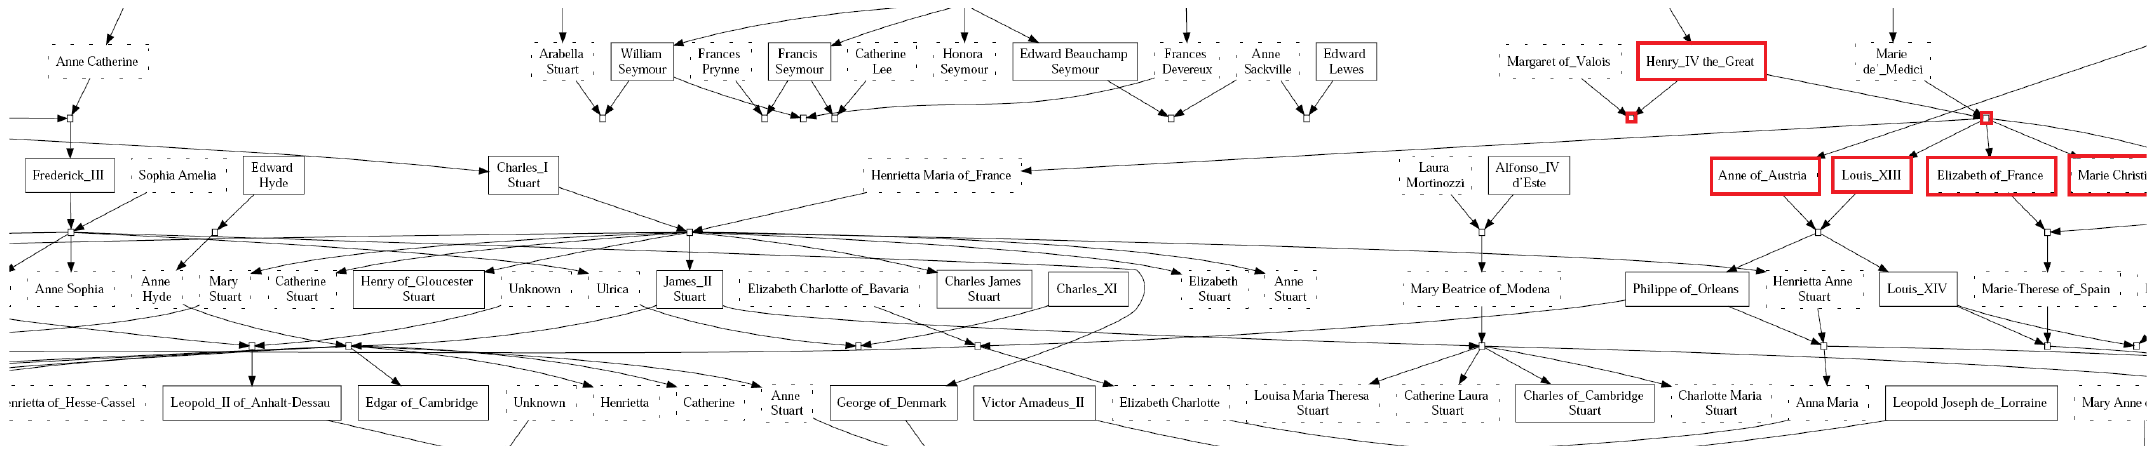 Anne Catherine
Arabella
Stuart
William
Seymour
Frances
Prynne
Francis
Seymour
Catherine
Lee
Honora
Seymour
Edward Beauchamp
Seymour
Frances
Devereux
Anne
Sackville
Edward
Lewes
Margaret of_Valois
Henry_IV the_Great
Marie
de'_Medici
Frederick_III
Sophia Amelia
Edward
Hyde
Charles_I
Stuart
Henrietta Maria of_France
Laura
Mortinozzi
Alfonso_IV
d'Este
Anne of_Austria
Louis_XIII
Elizabeth of_France
Marie Christi
Anne Sophia
Anne
Hyde
Mary
Stuart
Catherine
Stuart
Henry of_Gloucester
Stuart
Unknown
Ulrica
James_II
Stuart
Elizabeth Charlotte of_Bavaria
Charles James
Stuart
Charles_XI
Elizabeth
Stuart
Anne
Stuart
Mary Beatrice of_Modena
Philippe of_Orleans
Henrietta Anne
Stuart
Louis_XIV
Marie-Therese of_Spain
enrietta of_Hesse-Cassel
Leopold_II of_Anhalt-Dessau
Edgar of_Cambridge
Unknown
Henrietta
Catherine
Anne
Stuart
George of_Denmark
Victor Amadeus_II
Elizabeth Charlotte
Louisa Maria Theresa
Stuart
Catherine Laura
Stuart
Charles of_Cambridge
Stuart
Charlotte Maria
Stuart
Anna Maria
Leopold Joseph de_Lorraine
Mary Anne